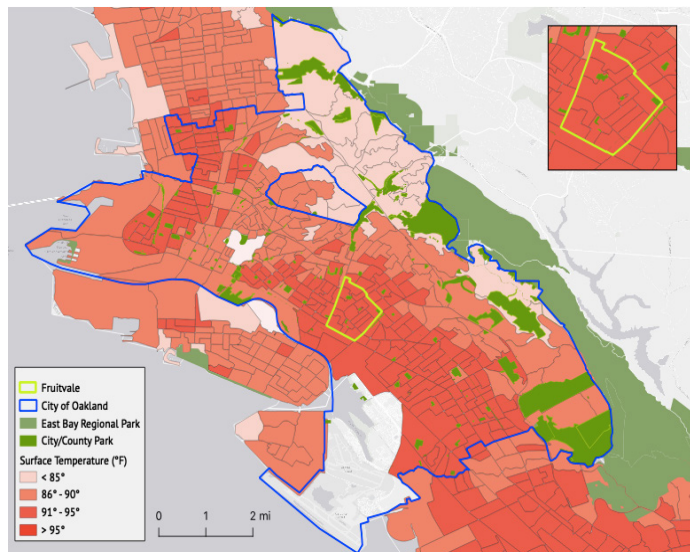 Fruitvale
City of Oakland
East Bay Regional Park
City/County Park
Surface Temperature (°F)
< 85°
86° - 90°
91° - 95°
> 95°
0 1 2 mi